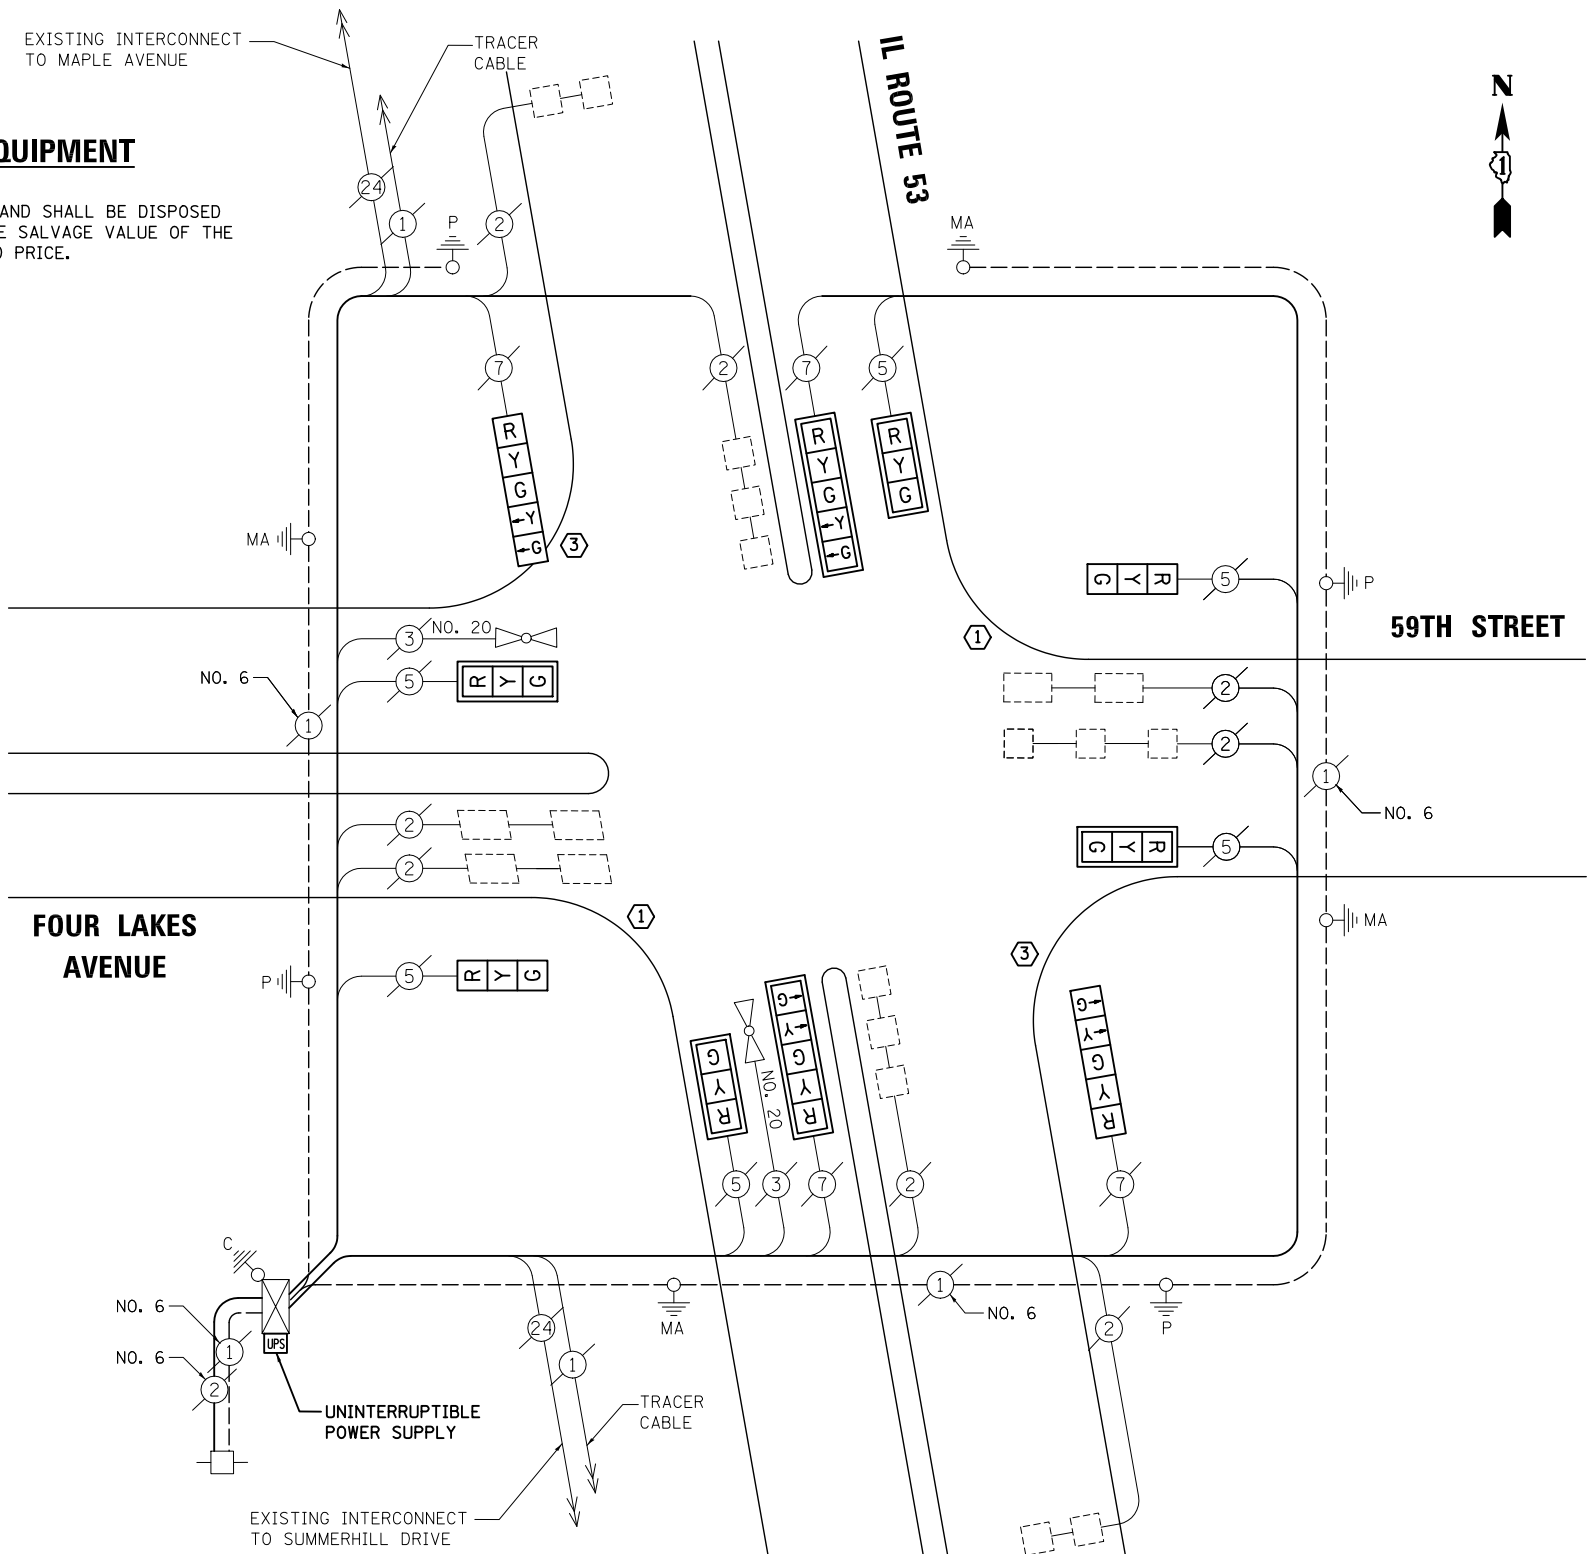 EXISTING INTERCONNECT
TO MAPLE AVENUE
TRACER
CABLE
IL ROUTE 53
N
1
QUIPMENT
AND SHALL BE DISPOSED
E SALVAGE VALUE OF THE
D PRICE.
24
1
P
2
MA
7
2
7
5
R
Y
G
Y
G
R
Y
G
Y
G
R
Y
G
3
MA
R Y G
5
P
59TH STREET
1
3
NO. 20
NO. 6
5
R Y G
1
2
2
1
NO. 6
2
2
R Y G
5
FOUR LAKES
AVENUE
1
3
MA
P
5
R Y G
G
Y
R
NO. 20
G
Y
G
Y
R
G
Y
G
Y
R
5
3
7
2
7
C
NO. 6
1
NO. 6
2
UPS
UNINTERRUPTIBLE
POWER SUPPLY
24
1
MA
1
NO. 6
P
2
TRACER
CABLE
EXISTING INTERCONNECT
TO SUMMERHILL DRIVE